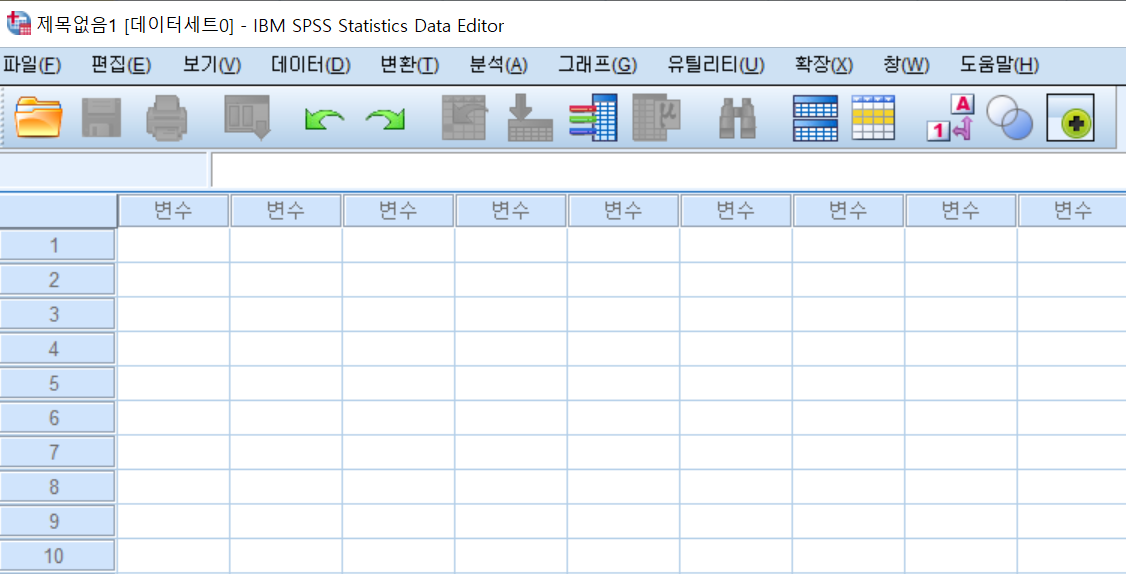 제목없음1 [데이터세트0] - IBM SPSS Statistics Data Editor
파일(F) 편집(E) 보기(V) 데이터(D) 변환(T) 분석(A) 그래프(G) 유틸리티(U) 확장(X) 창(W) 도움말(H)
μ 1 A
변수 변수 변수 변수 변수 변수 변수 변수 변수
1
2
3
4
5
6
7
8
9
10